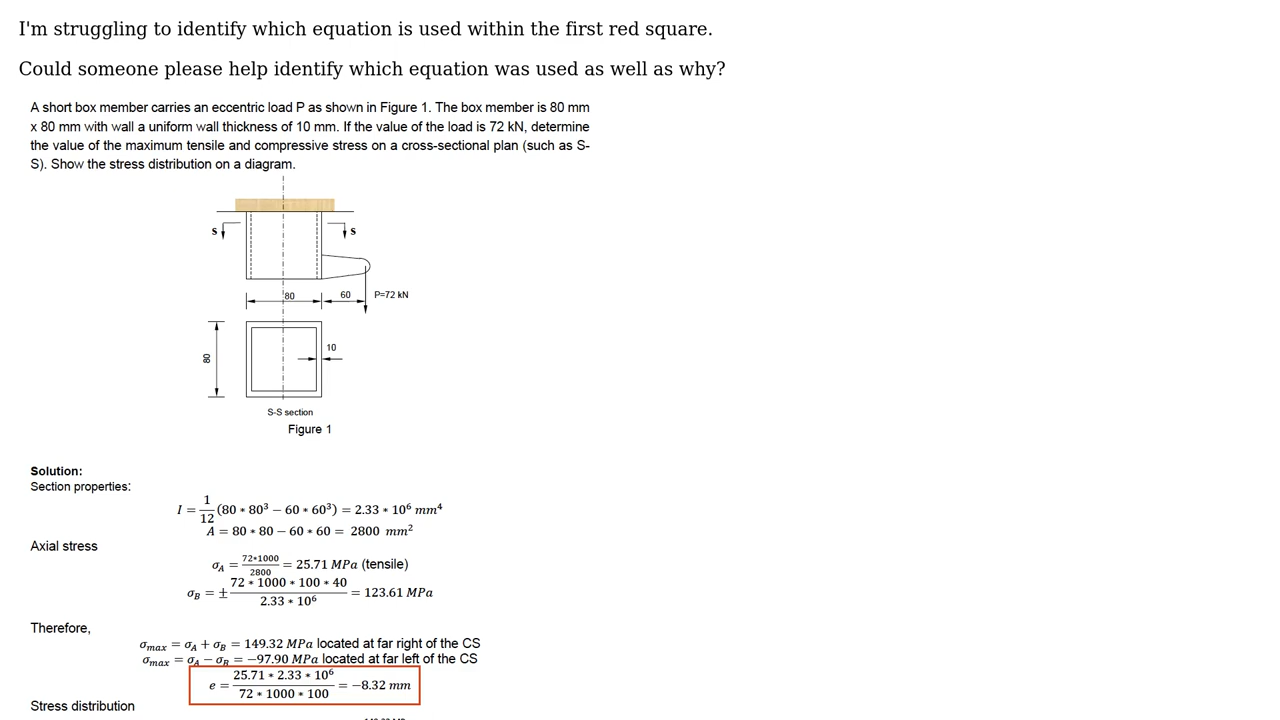 I'm struggling to identify which equation is used within the first red square.
Could someone please help identify which equation was used as well as why?
A short box member carries an eccentric load P as shown in Figure 1. The box member is 80 mm
x 80 mm with wall a uniform wall thickness of 10 mm. If the value of the load is 72 kN, determine
the value of the maximum tensile and compressive stress on a cross-sectional plan (such as S-
S). Show the stress distribution on a diagram.
S S
80 60 P=72 kN
10
80
S-S section
Figure 1
Solution:
Section properties:
I = 1/12 (80 * 80³ − 60 * 60³) = 2.33 * 10⁶ mm⁴
A = 80 * 80 − 60 * 60 = 2800 mm²
Axial stress
σ_A = 72*1000/2800 = 25.71 MPa (tensile)
σ_B = ± 72 * 1000 * 100 * 40 / 2.33 * 10⁶ = 123.61 MPa
Therefore,
σ_max = σ_A + σ_B = 149.32 MPa located at far right of the CS
σ_max = σ_A − σ_B = −97.90 MPa located at far left of the CS
e = 25.71 * 2.33 * 10⁶ / 72 * 1000 * 100 = −8.32 mm
Stress distribution